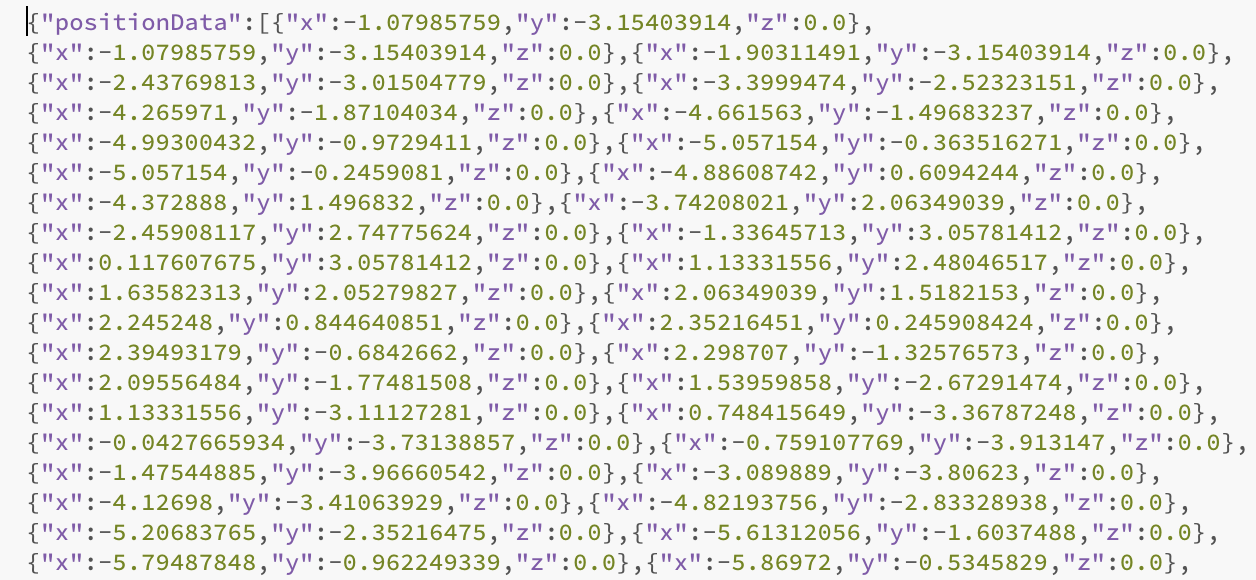 {"positionData":[{"x":-1.07985759,"y":-3.15403914,"z":0.0},
{"x":-1.07985759,"y":-3.15403914,"z":0.0},{"x":-1.90311491,"y":-3.15403914,"z":0.0},
{"x":-2.43769813,"y":-3.01504779,"z":0.0},{"x":-3.3999474,"y":-2.52323151,"z":0.0},
{"x":-4.265971,"y":-1.87104034,"z":0.0},{"x":-4.661563,"y":-1.49683237,"z":0.0},
{"x":-4.99300432,"y":-0.9729411,"z":0.0},{"x":-5.057154,"y":-0.363516271,"z":0.0},
{"x":-5.057154,"y":-0.2459081,"z":0.0},{"x":-4.88608742,"y":0.6094244,"z":0.0},
{"x":-4.372888,"y":1.496832,"z":0.0},{"x":-3.74208021,"y":2.06349039,"z":0.0},
{"x":-2.45908117,"y":2.74775624,"z":0.0},{"x":-1.33645713,"y":3.05781412,"z":0.0},
{"x":0.117607675,"y":3.05781412,"z":0.0},{"x":1.13331556,"y":2.48046517,"z":0.0},
{"x":1.63582313,"y":2.05279827,"z":0.0},{"x":2.06349039,"y":1.5182153,"z":0.0},
{"x":2.245248,"y":0.844640851,"z":0.0},{"x":2.35216451,"y":0.245908424,"z":0.0},
{"x":2.39493179,"y":-0.6842662,"z":0.0},{"x":2.298707,"y":-1.32576573,"z":0.0},
{"x":2.09556484,"y":-1.77481508,"z":0.0},{"x":1.53959858,"y":-2.67291474,"z":0.0},
{"x":1.13331556,"y":-3.11127281,"z":0.0},{"x":0.748415649,"y":-3.36787248,"z":0.0},
{"x":-0.0427665934,"y":-3.73138857,"z":0.0},{"x":-0.759107769,"y":-3.913147,"z":0.0},
{"x":-1.47544885,"y":-3.96660542,"z":0.0},{"x":-3.089889,"y":-3.80623,"z":0.0},
{"x":-4.12698,"y":-3.41063929,"z":0.0},{"x":-4.82193756,"y":-2.83328938,"z":0.0},
{"x":-5.20683765,"y":-2.35216475,"z":0.0},{"x":-5.61312056,"y":-1.6037488,"z":0.0},
{"x":-5.79487848,"y":-0.962249339,"z":0.0},{"x":-5.86972,"y":-0.5345829,"z":0.0},